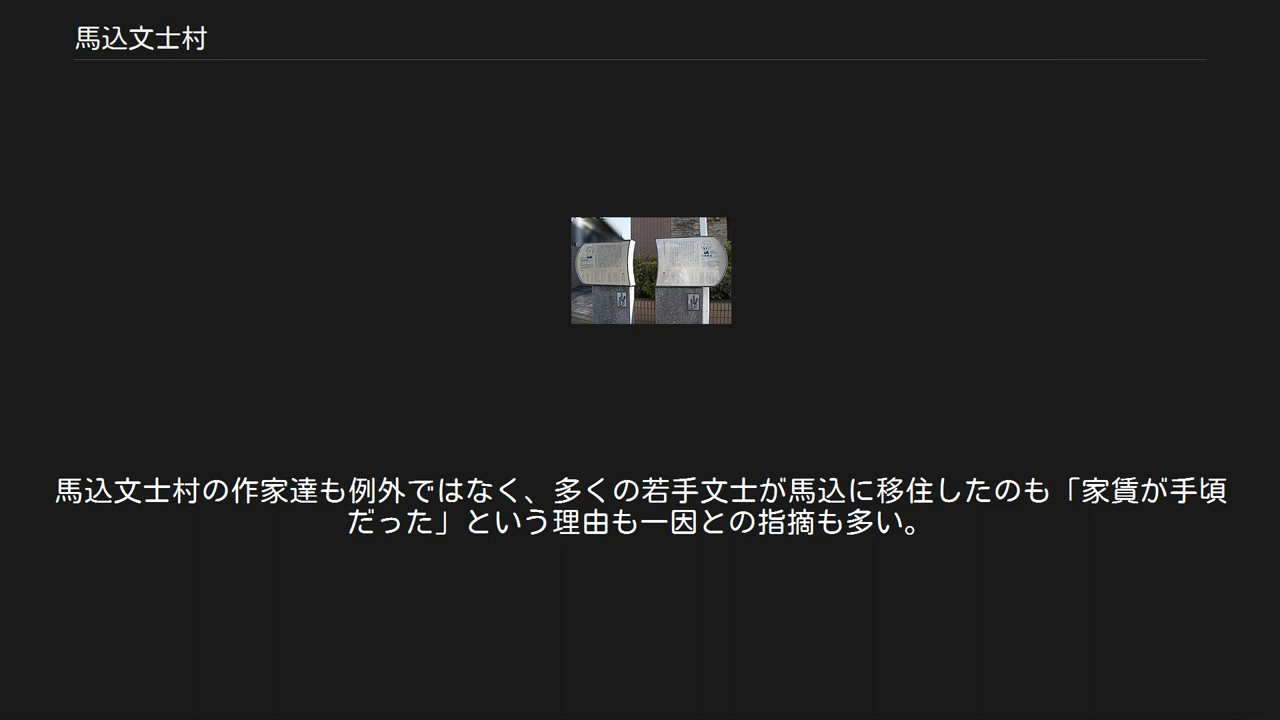 馬込文士村
馬込文士村の作家達も例外ではなく、多くの若手文士が馬込に移住したのも「家賃が手頃
だった」という理由も一因との指摘も多い。